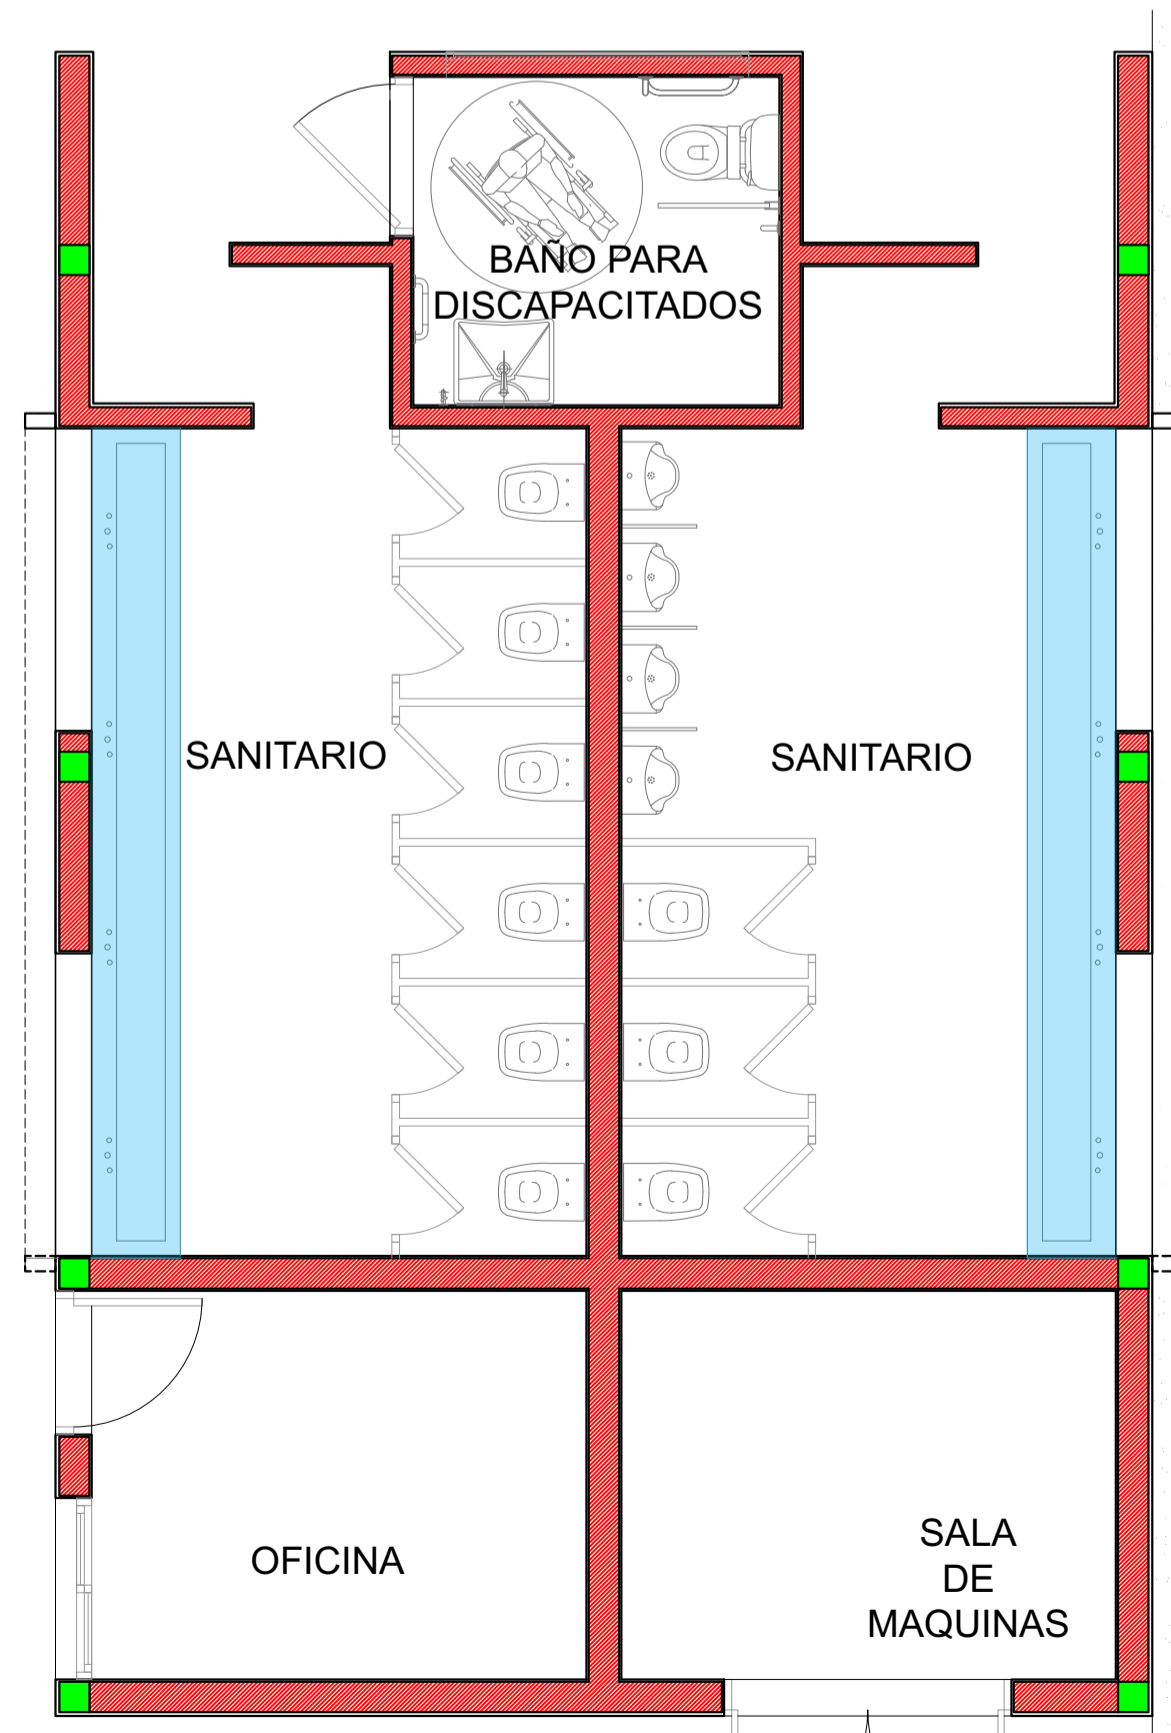 BAÑO PARA
DISCAPACITADOS
SANITARIO
SANITARIO
OFICINA
SALA
DE
MAQUINAS